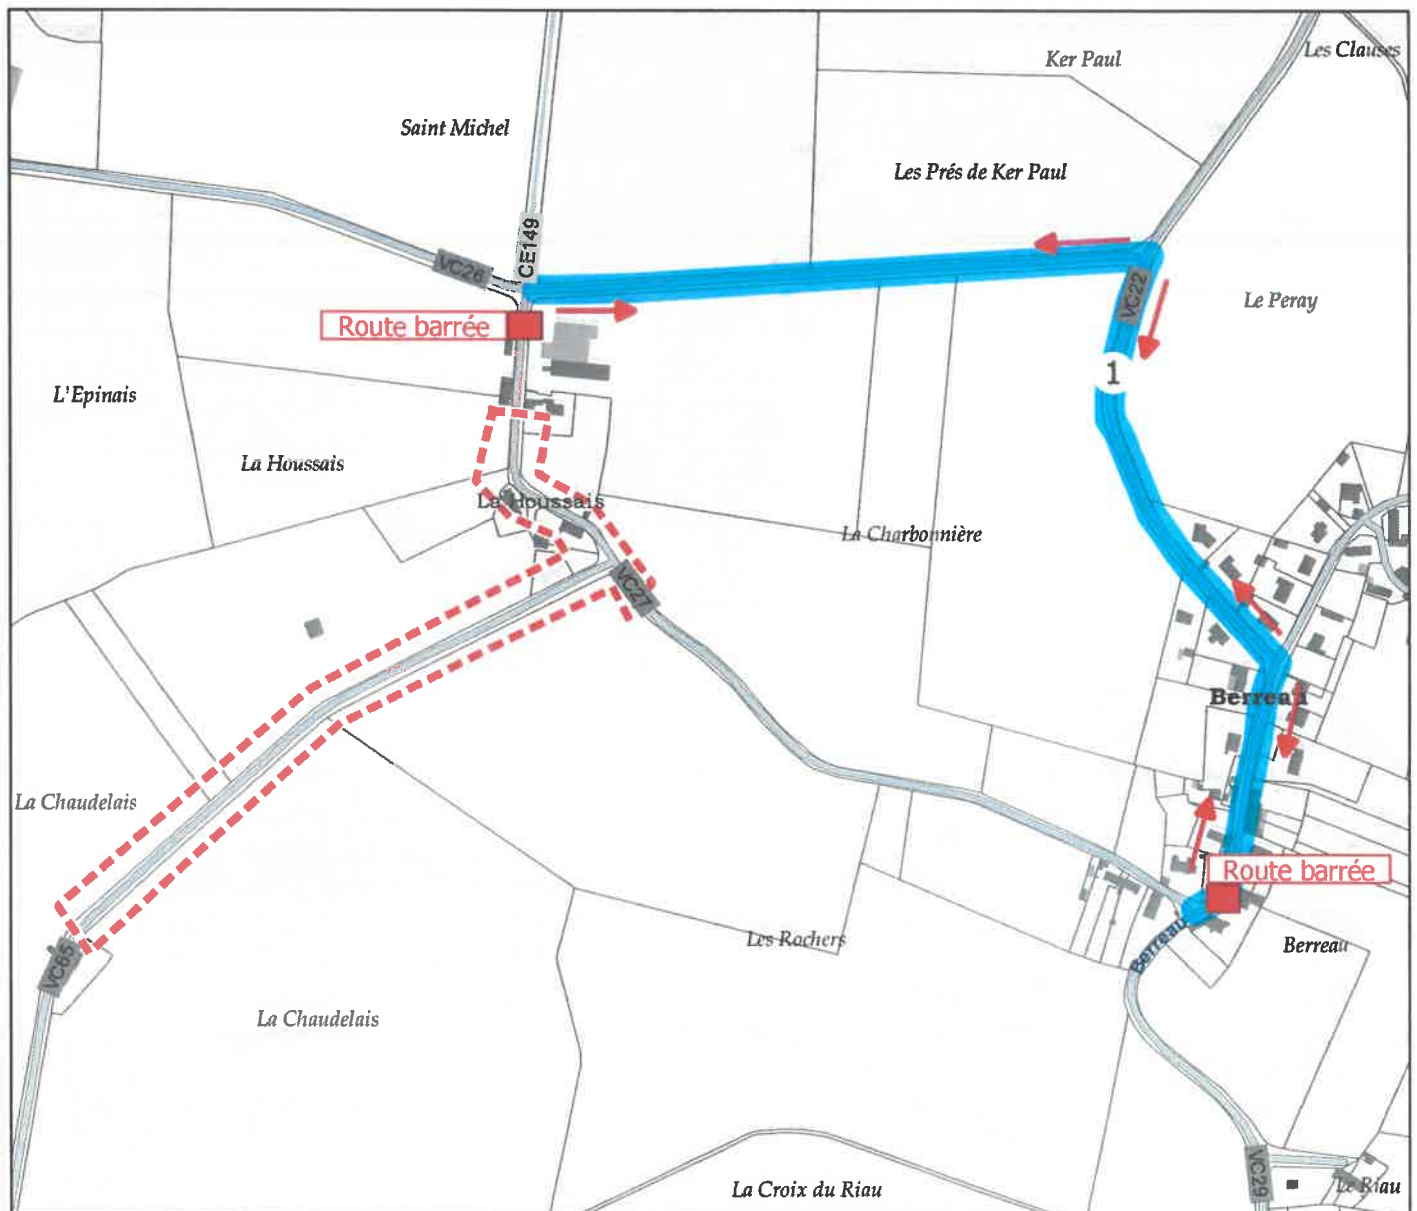 Ker Paul
Les Clauses
Saint Michel
Les Prés de Ker Paul
CE149
VC26
VC22
Le Peray
Route barrée
1
L'Epinais
La Houssais
La Houssais
La Charbonnière
VC27
Berreau
La Chaudelais
Route barrée
Les Rochers
Berreau
Berreau
VC65
La Chaudelais
VC29
La Croix du Riau
Le Riau